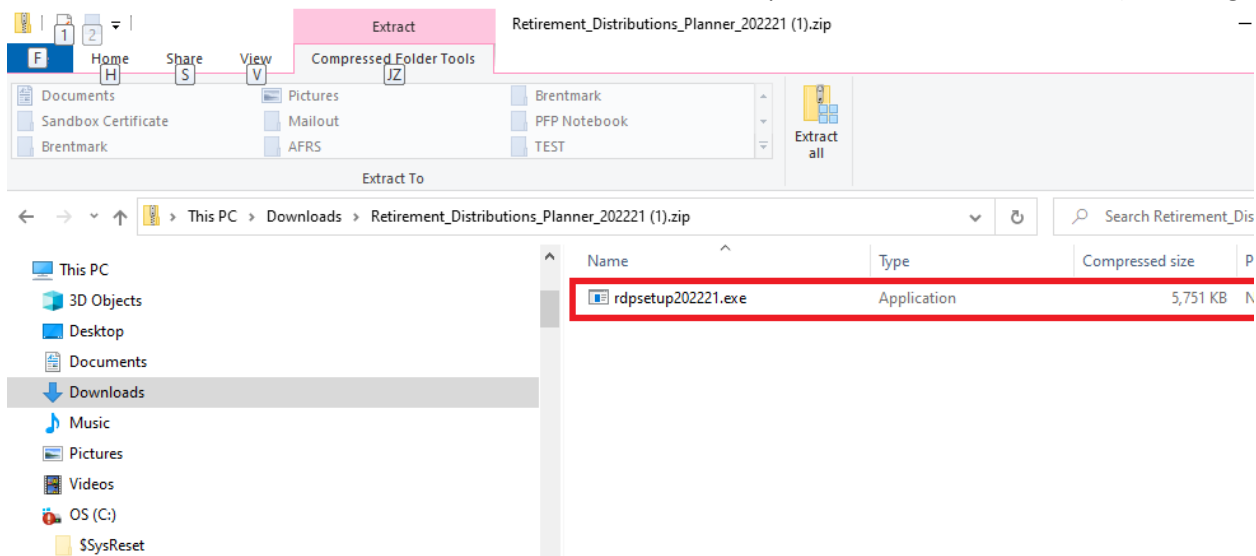 1 2 Extract Retirement_Distributions_Planner_202221 (1).zip
F Home Share View Compressed Folder Tools
H S V JZ
Documents Pictures Brentmark
Sandbox Certificate Mailout PFP Notebook
Brentmark AFRS TEST
Extract all
Extract To
This PC > Downloads > Retirement_Distributions_Planner_202221 (1).zip Search Retirement_Dis
Name Type Compressed size P
rdpsetup202221.exe Application 5,751 KB N
This PC
3D Objects
Desktop
Documents
Downloads
Music
Pictures
Videos
OS (C:)
$SysReset